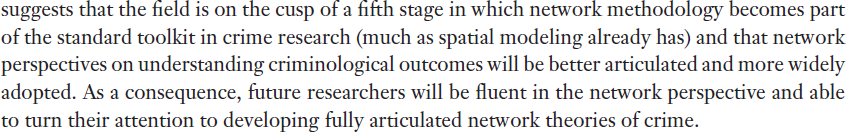 suggests that the field is on the cusp of a fifth stage in which network methodology becomes part
of the standard toolkit in crime research (much as spatial modeling already has) and that network
perspectives on understanding criminological outcomes will be better articulated and more widely
adopted. As a consequence, future researchers will be fluent in the network perspective and able
to turn their attention to developing fully articulated network theories of crime.